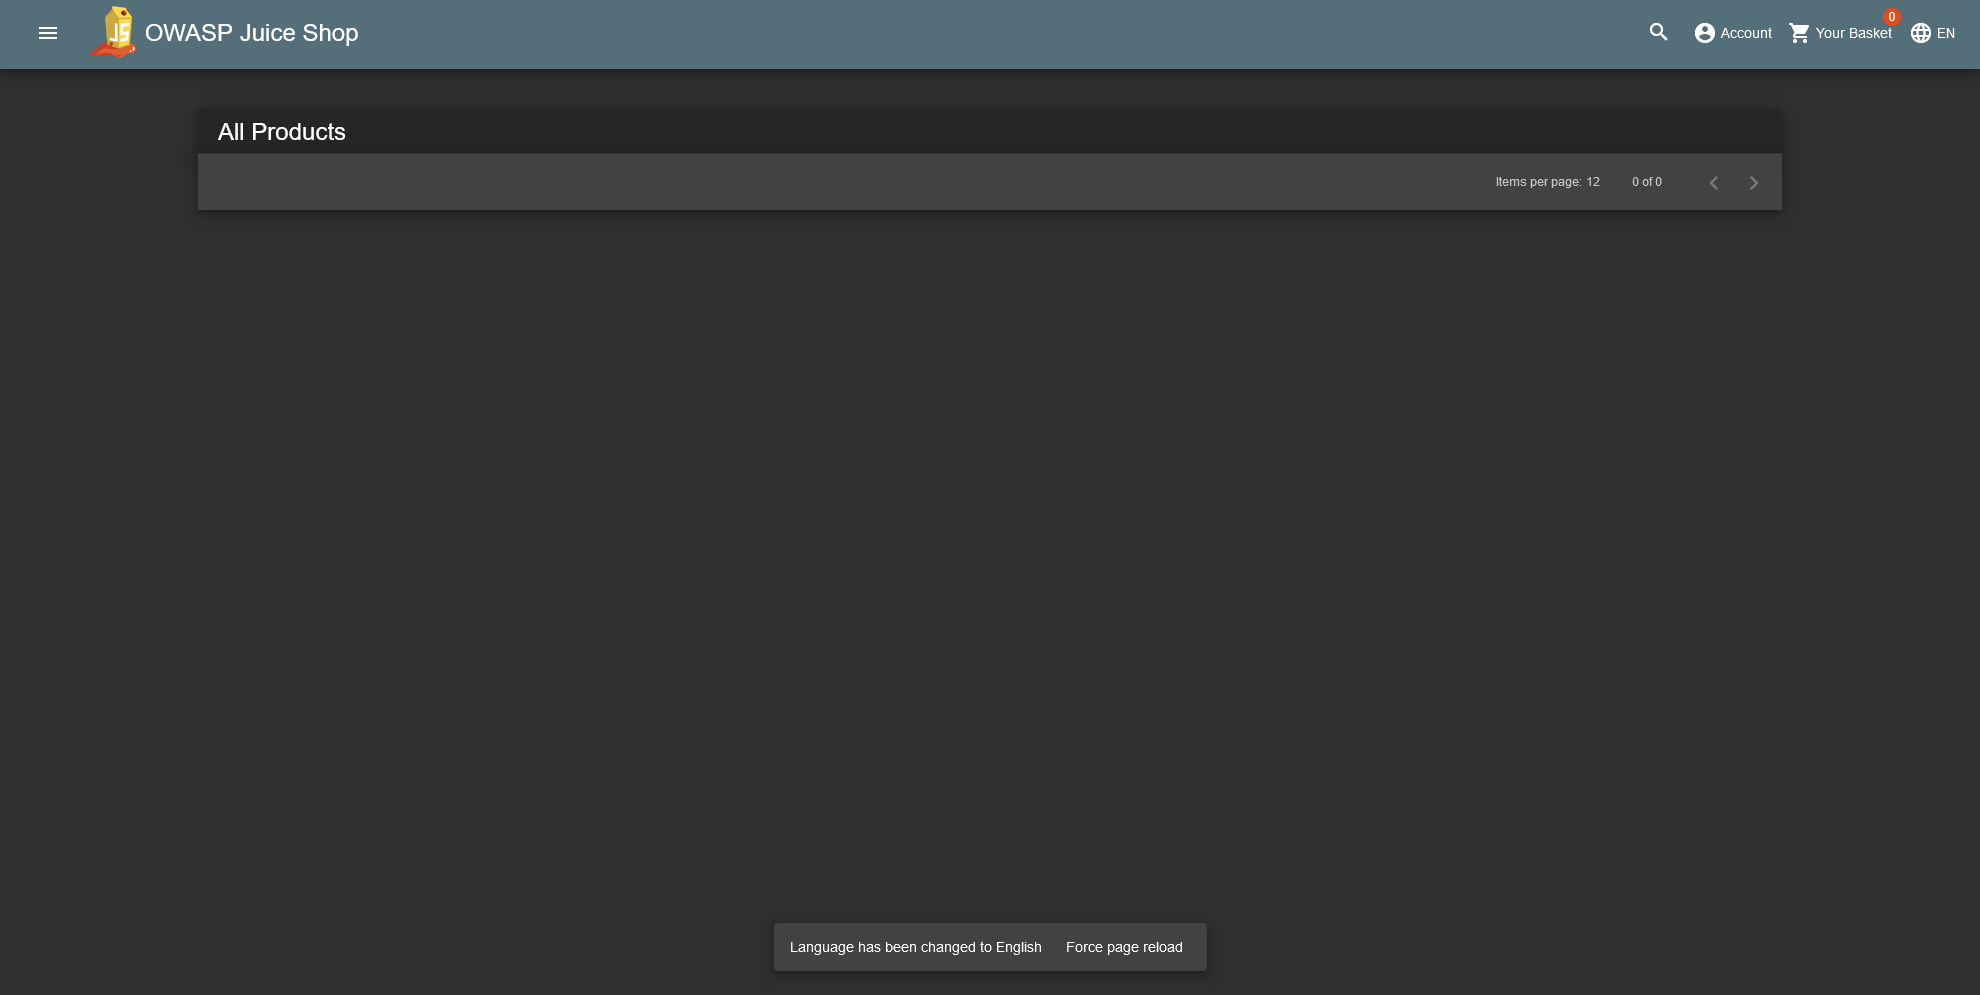 JS
OWASP Juice Shop
Account
Your Basket
0
EN
All Products
Items per page: 12
0 of 0
Language has been changed to English
Force page reload